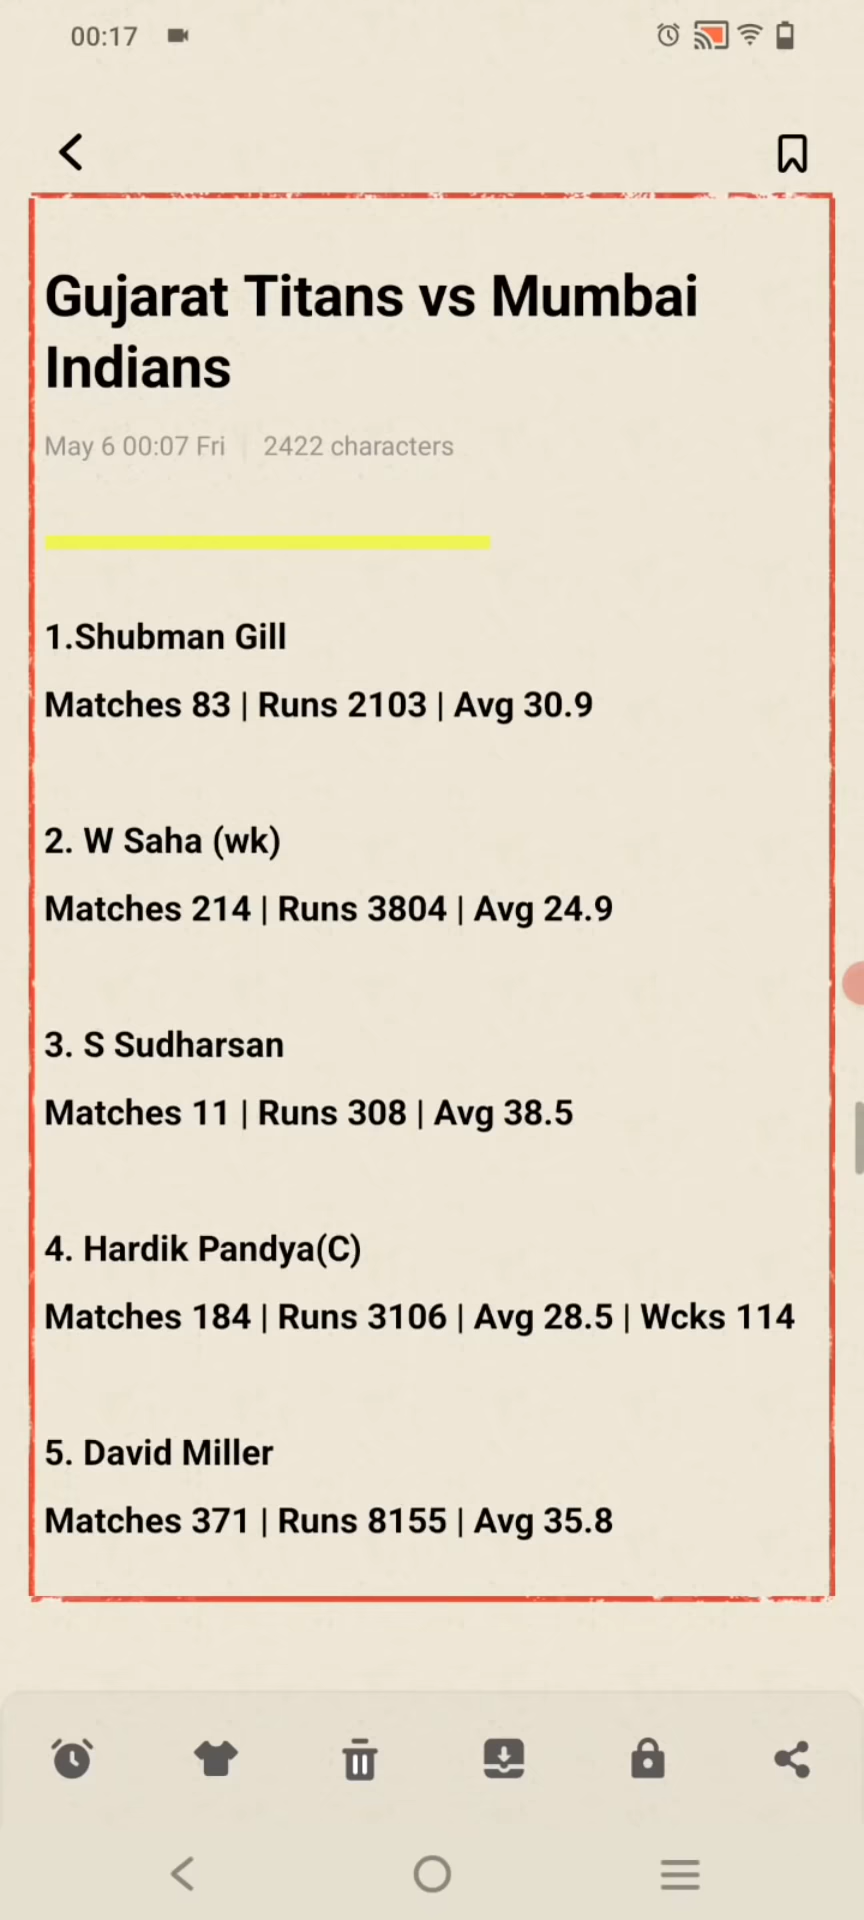 00:17
Gujarat Titans vs Mumbai
Indians
May 6 00:07 Fri | 2422 characters
1.Shubman Gill
Matches 83 | Runs 2103 | Avg 30.9
2. W Saha (wk)
Matches 214 | Runs 3804 | Avg 24.9
3. S Sudharsan
Matches 11 | Runs 308 | Avg 38.5
4. Hardik Pandya(C)
Matches 184 | Runs 3106 | Avg 28.5 | Wcks 114
5. David Miller
Matches 371 | Runs 8155 | Avg 35.8